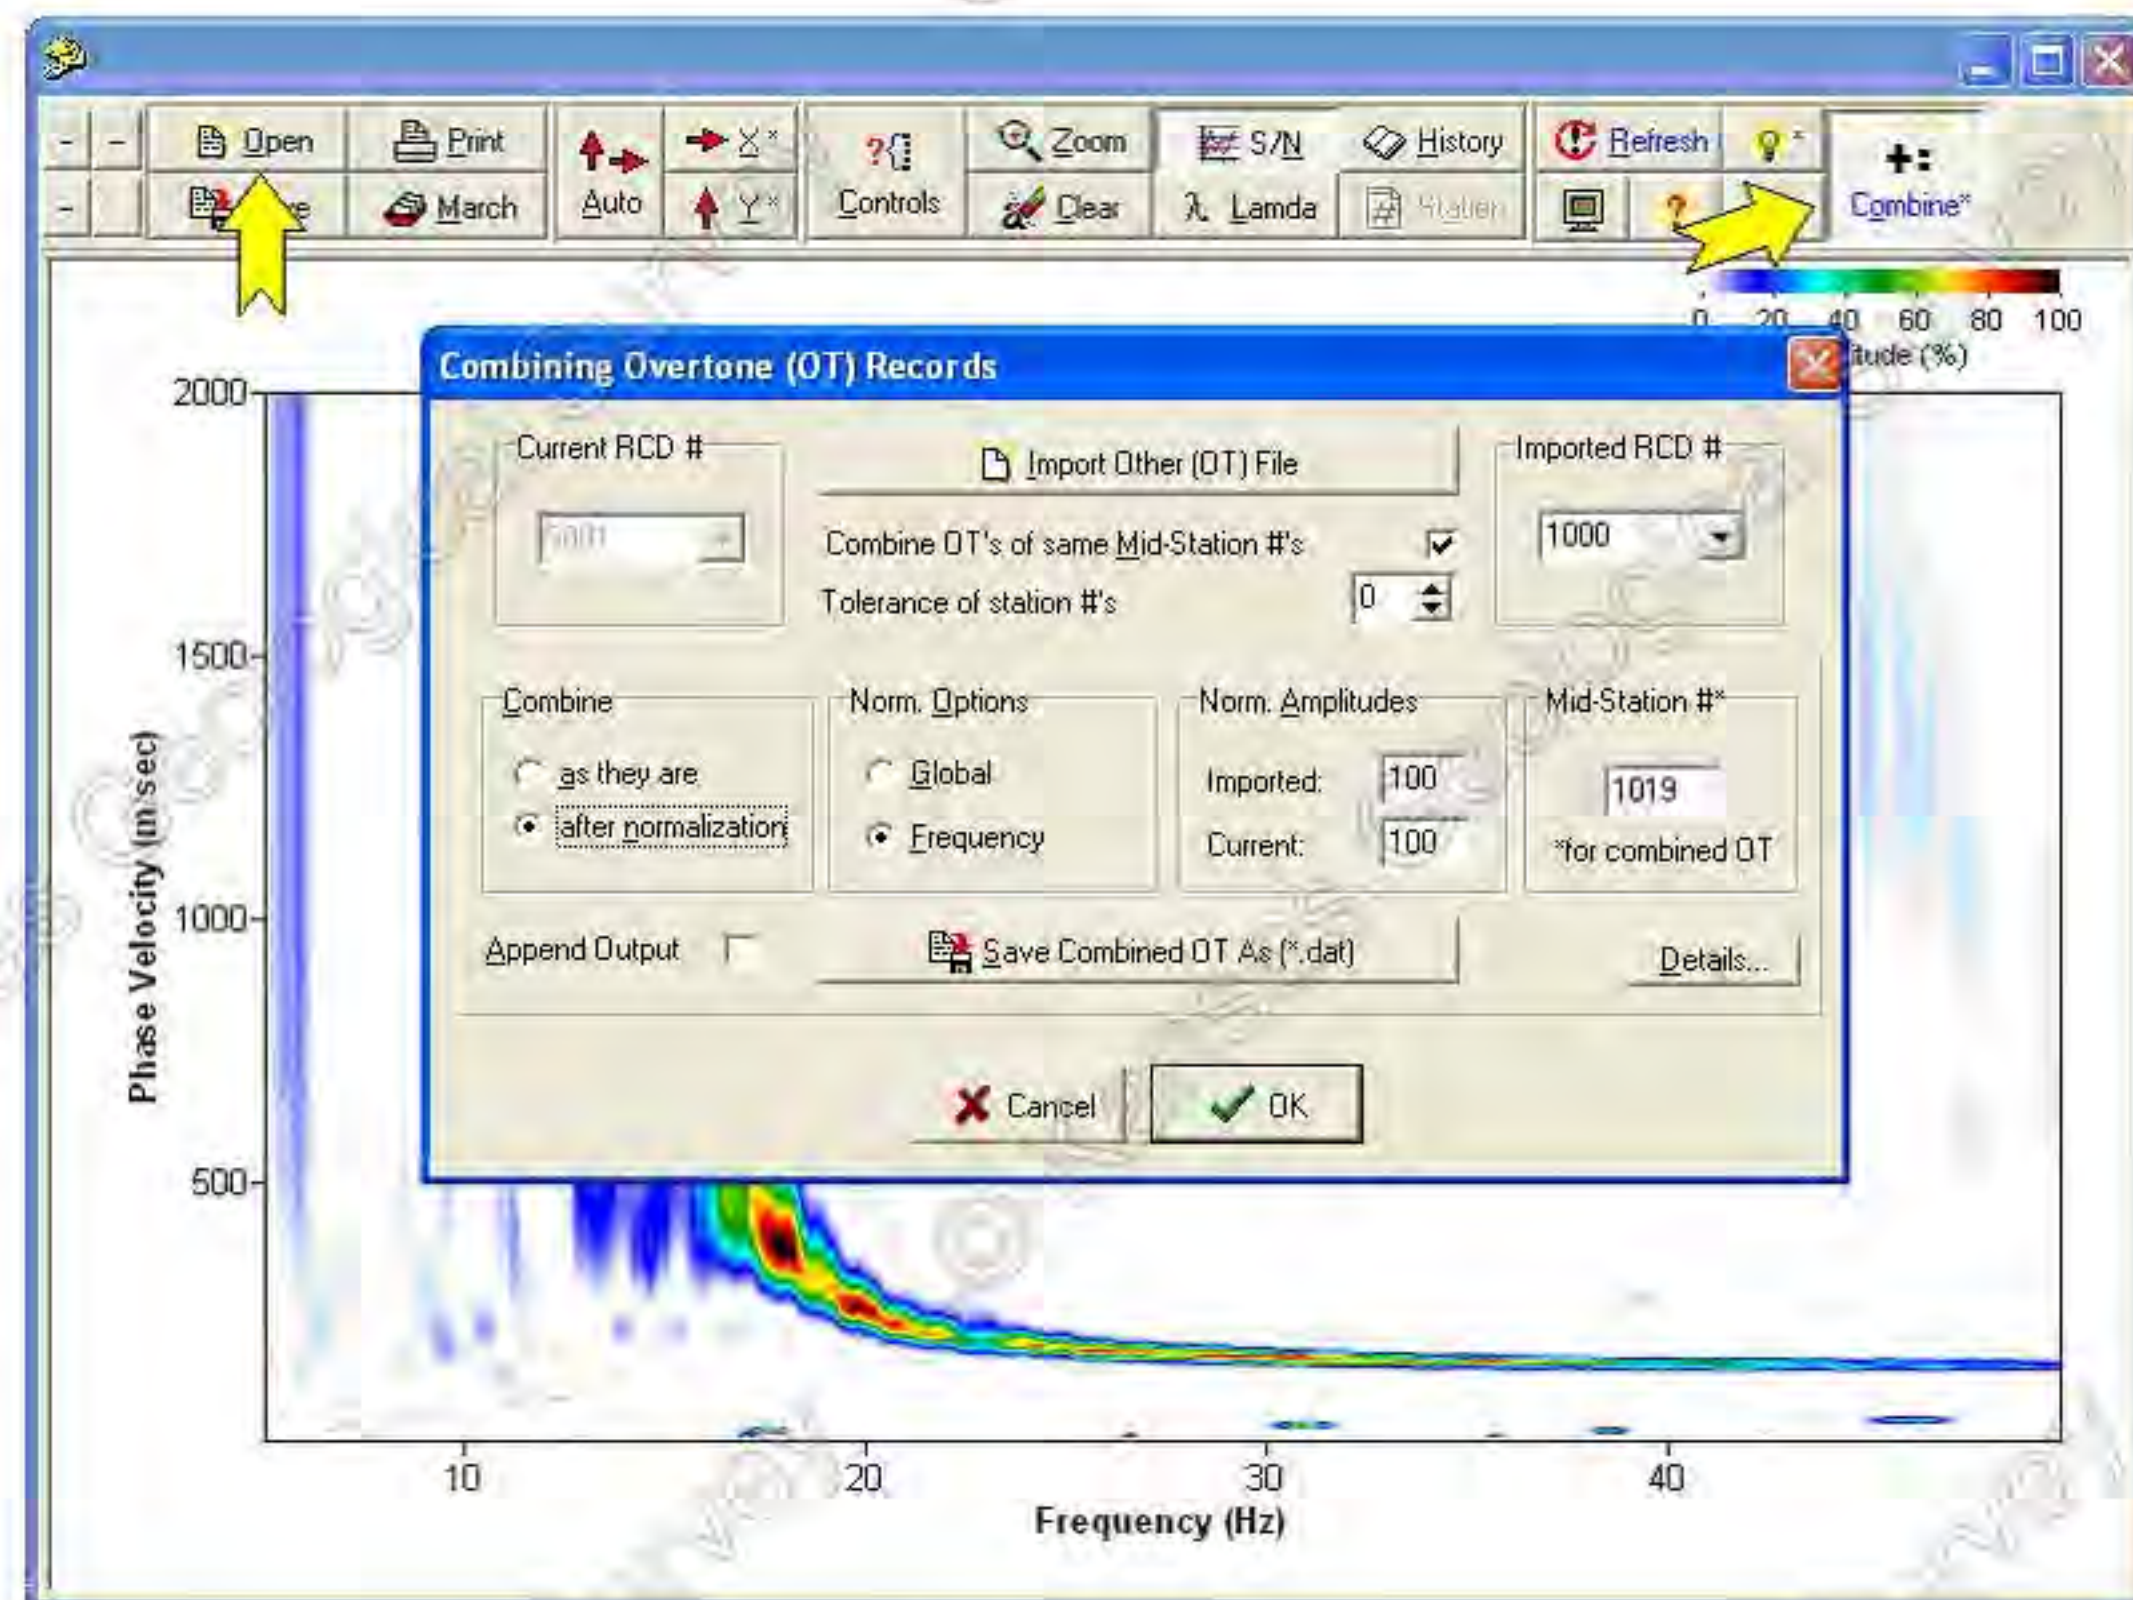 Open
Print
Auto
X*
Controls
Zoom
S/N
History
Refresh
*
Combine*
March
Y*
Clear
λ Lamda
Station
0 20 40 60 80 100
(%)
Combining Overtone (OT) Records
Current RCD #
Import Other (OT) File
Imported RCD #
1000
Combine OT's of same Mid-Station #'s
Tolerance of station #'s
0
Combine
as they are
after normalization
Norm. Options
Global
Frequency
Norm. Amplitudes
Imported: 100
Current: 100
Mid-Station #*
1019
*for combined OT
Append Output
Save Combined OT As (*.dat)
Details...
Cancel
OK
Phase Velocity (m/sec)
2000
1500
1000
500
10 20 30 40
Frequency (Hz)